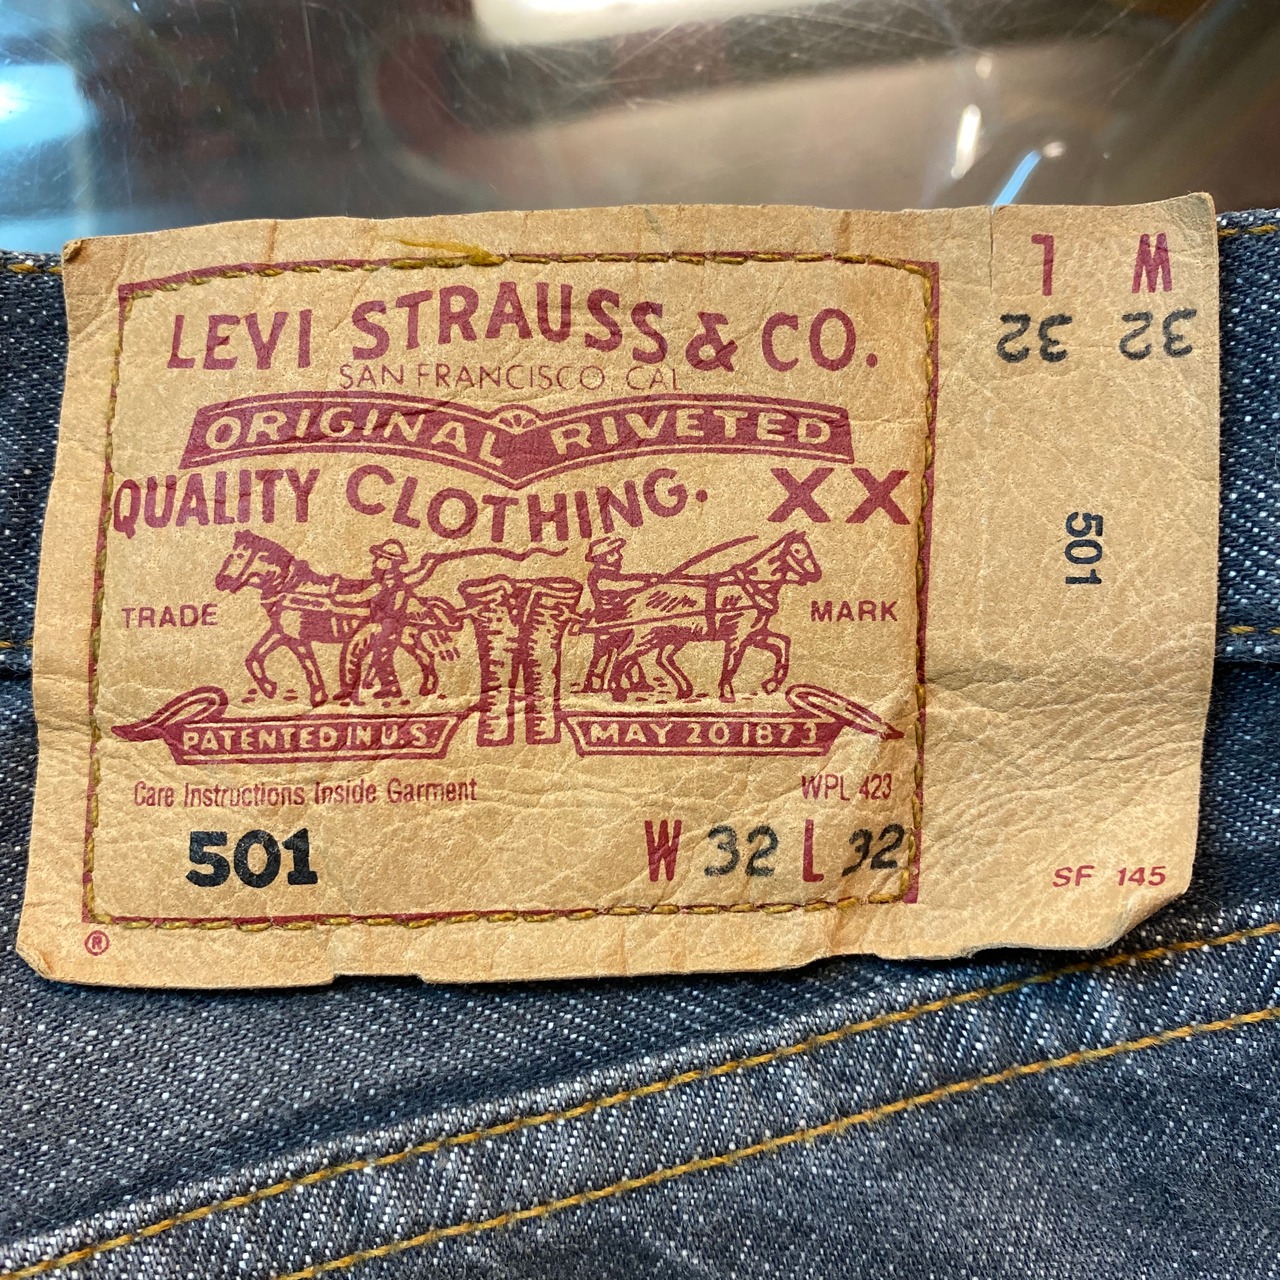 LEVI STRAUSS & CO.
SAN FRANCISCO CAL
ORIGINAL RIVETED
QUALITY CLOTHING. XX
TRADE MARK
PATENTED IN U.S. MAY 20 1873
Care Instructions Inside Garment WPL 423
501 W 32 L 32
®
W L
32 32
501
SF 145